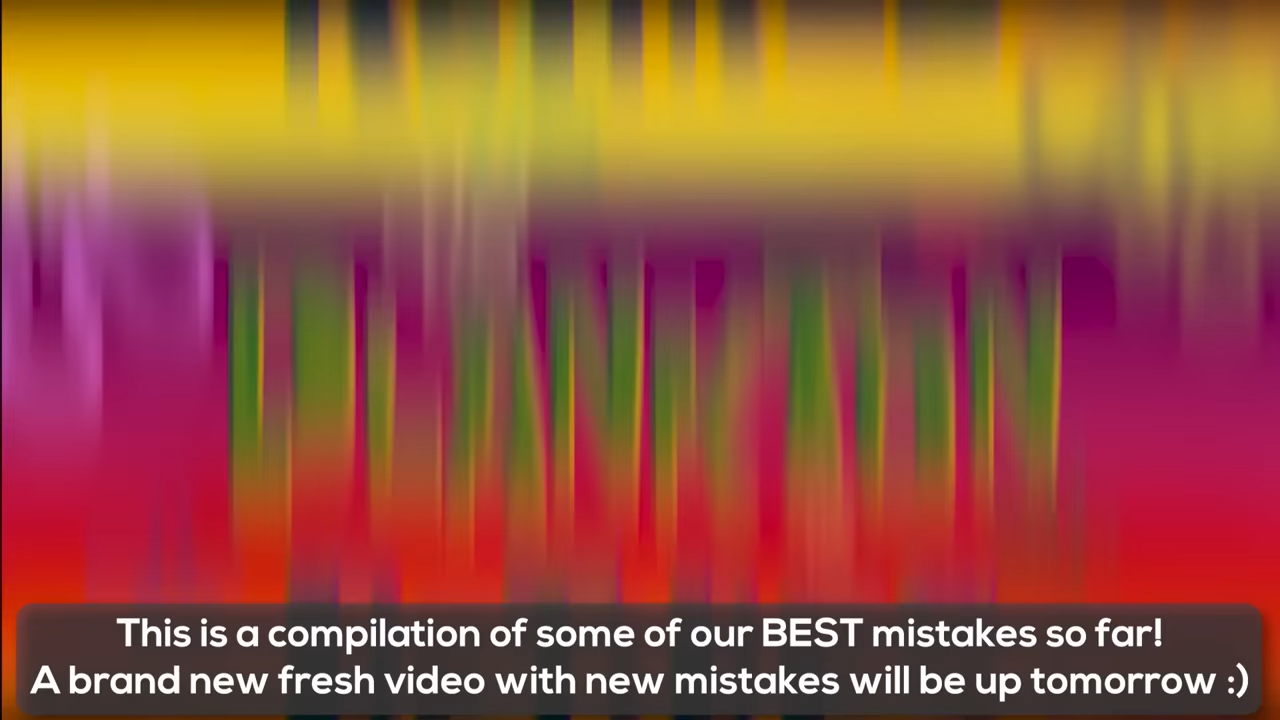 This is a compilation of some of our BEST mistakes so far!
A brand new fresh video with new mistakes will be up tomorrow :)